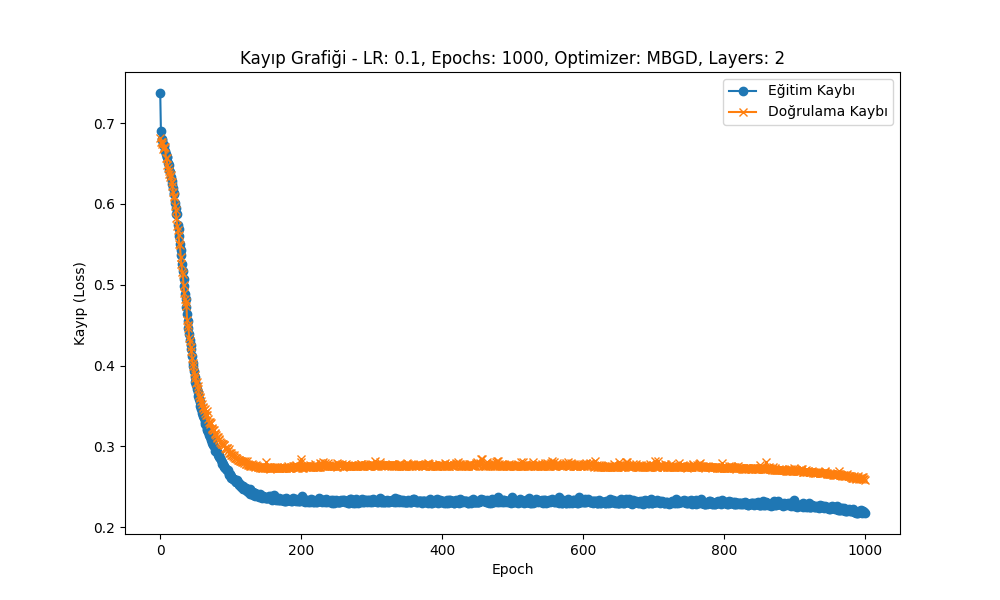 Kayıp Grafiği - LR: 0.1, Epochs: 1000, Optimizer: MBGD, Layers: 2
Eğitim Kaybı
Doğrulama Kaybı
Kayıp (Loss)
0.7
0.6
0.5
0.4
0.3
0.2
0 200 400 600 800 1000
Epoch